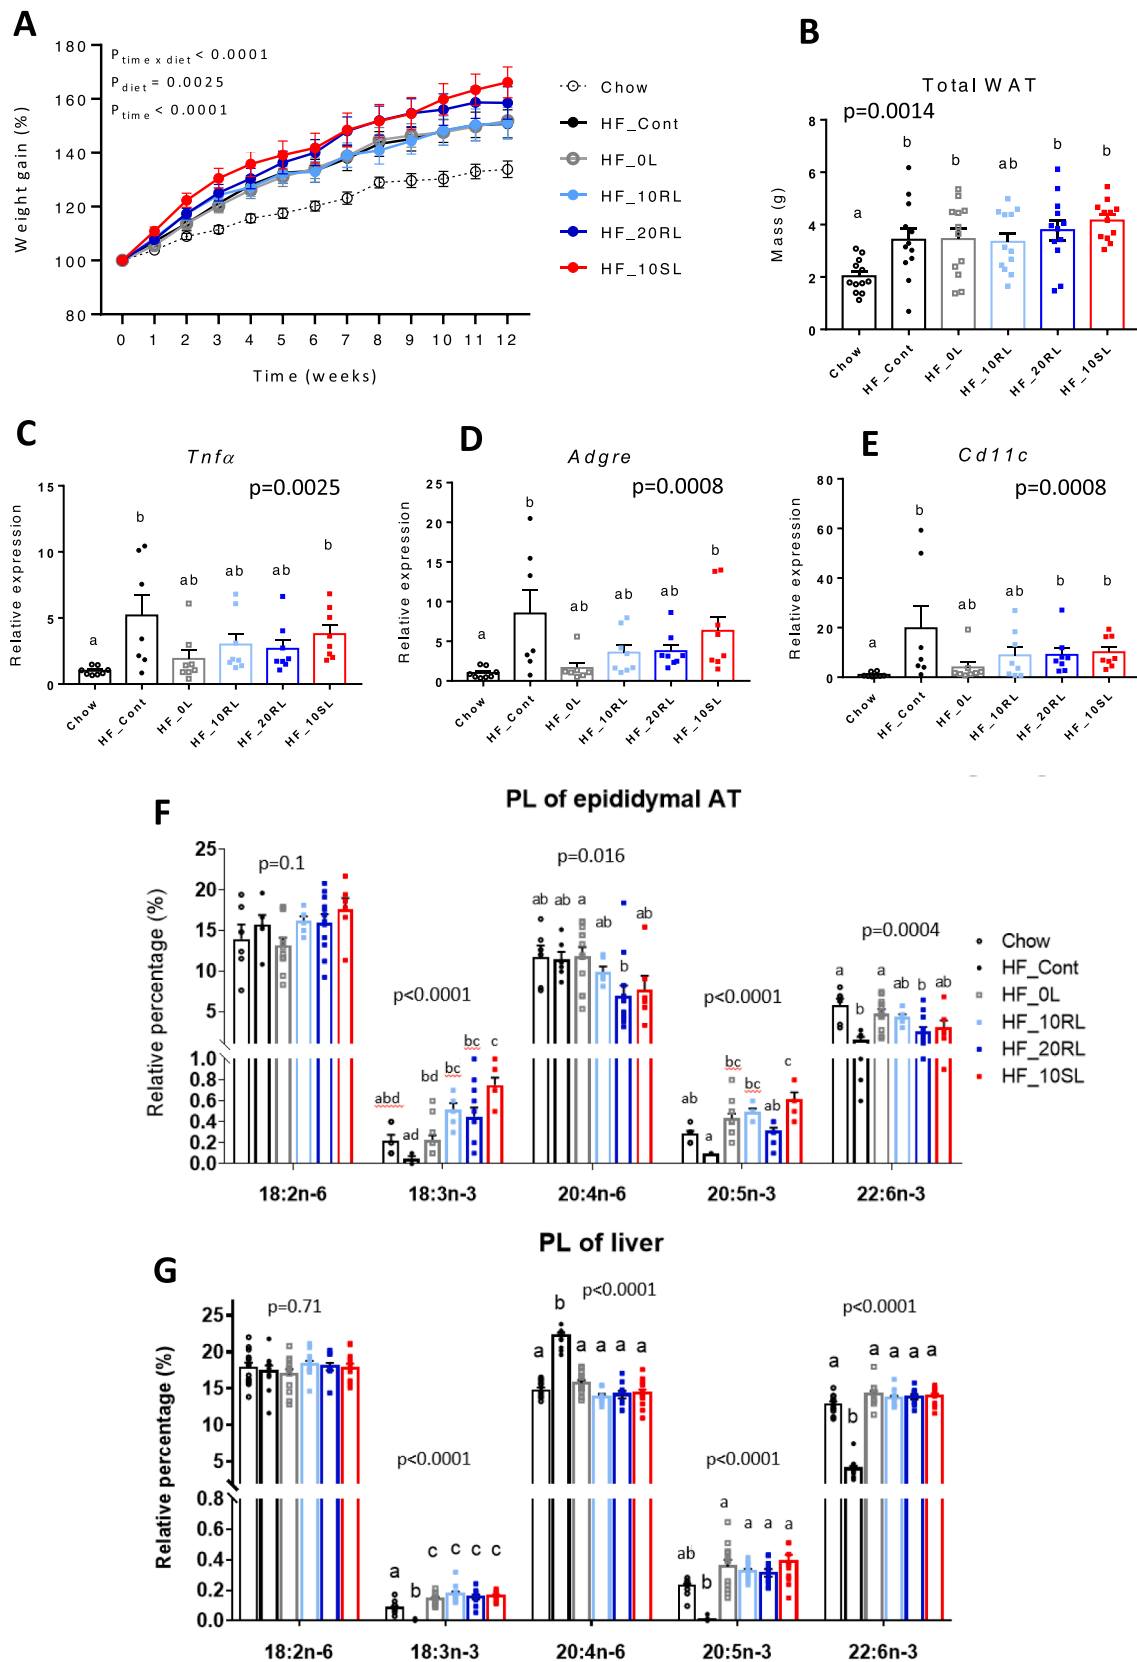 A
180
160
140
120
100
80
Weight gain (%)
P time x diet < 0.0001
P diet = 0.0025
P time < 0.0001
0 1 2 3 4 5 6 7 8 9 10 11 12
Time (weeks)
Chow
HF_Cont
HF_0L
HF_10RL
HF_20RL
HF_10SL
B
Total WAT
p=0.0014
8
6
4
2
0
Mass (g)
a b b ab b b
Chow HF_Cont HF_0L HF_10RL HF_20RL HF_10SL
C
Tnfα
p=0.0025
15
10
5
0
Relative expression
a b ab ab ab b
Chow HF_Cont HF_0L HF_10RL HF_20RL HF_10SL
D
Adgre
p=0.0008
25
20
15
10
5
0
Relative expression
a b ab ab ab b
Chow HF_Cont HF_0L HF_10RL HF_20RL HF_10SL
E
Cd11c
p=0.0008
80
60
40
20
0
Relative expression
a b ab ab b b
Chow HF_Cont HF_0L HF_10RL HF_20RL HF_10SL
F
PL of epididymal AT
25
20
15
10
5
1.0
0.8
0.6
0.4
0.2
0.0
Relative percentage (%)
p=0.1
p<0.0001
abd ad bd bc bc c
p=0.016
ab ab a ab b ab
p<0.0001
ab a bc bc ab c
p=0.0004
a b a ab b ab
18:2n-6 18:3n-3 20:4n-6 20:5n-3 22:6n-3
Chow
HF_Cont
HF_0L
HF_10RL
HF_20RL
HF_10SL
G
PL of liver
25
20
15
10
5
0.8
0.6
0.4
0.2
0.0
Relative percentage (%)
p=0.71
p<0.0001
a b c c c c
p<0.0001
a b a a a a
p<0.0001
ab b a a a a
p<0.0001
a b a a a a
18:2n-6 18:3n-3 20:4n-6 20:5n-3 22:6n-3